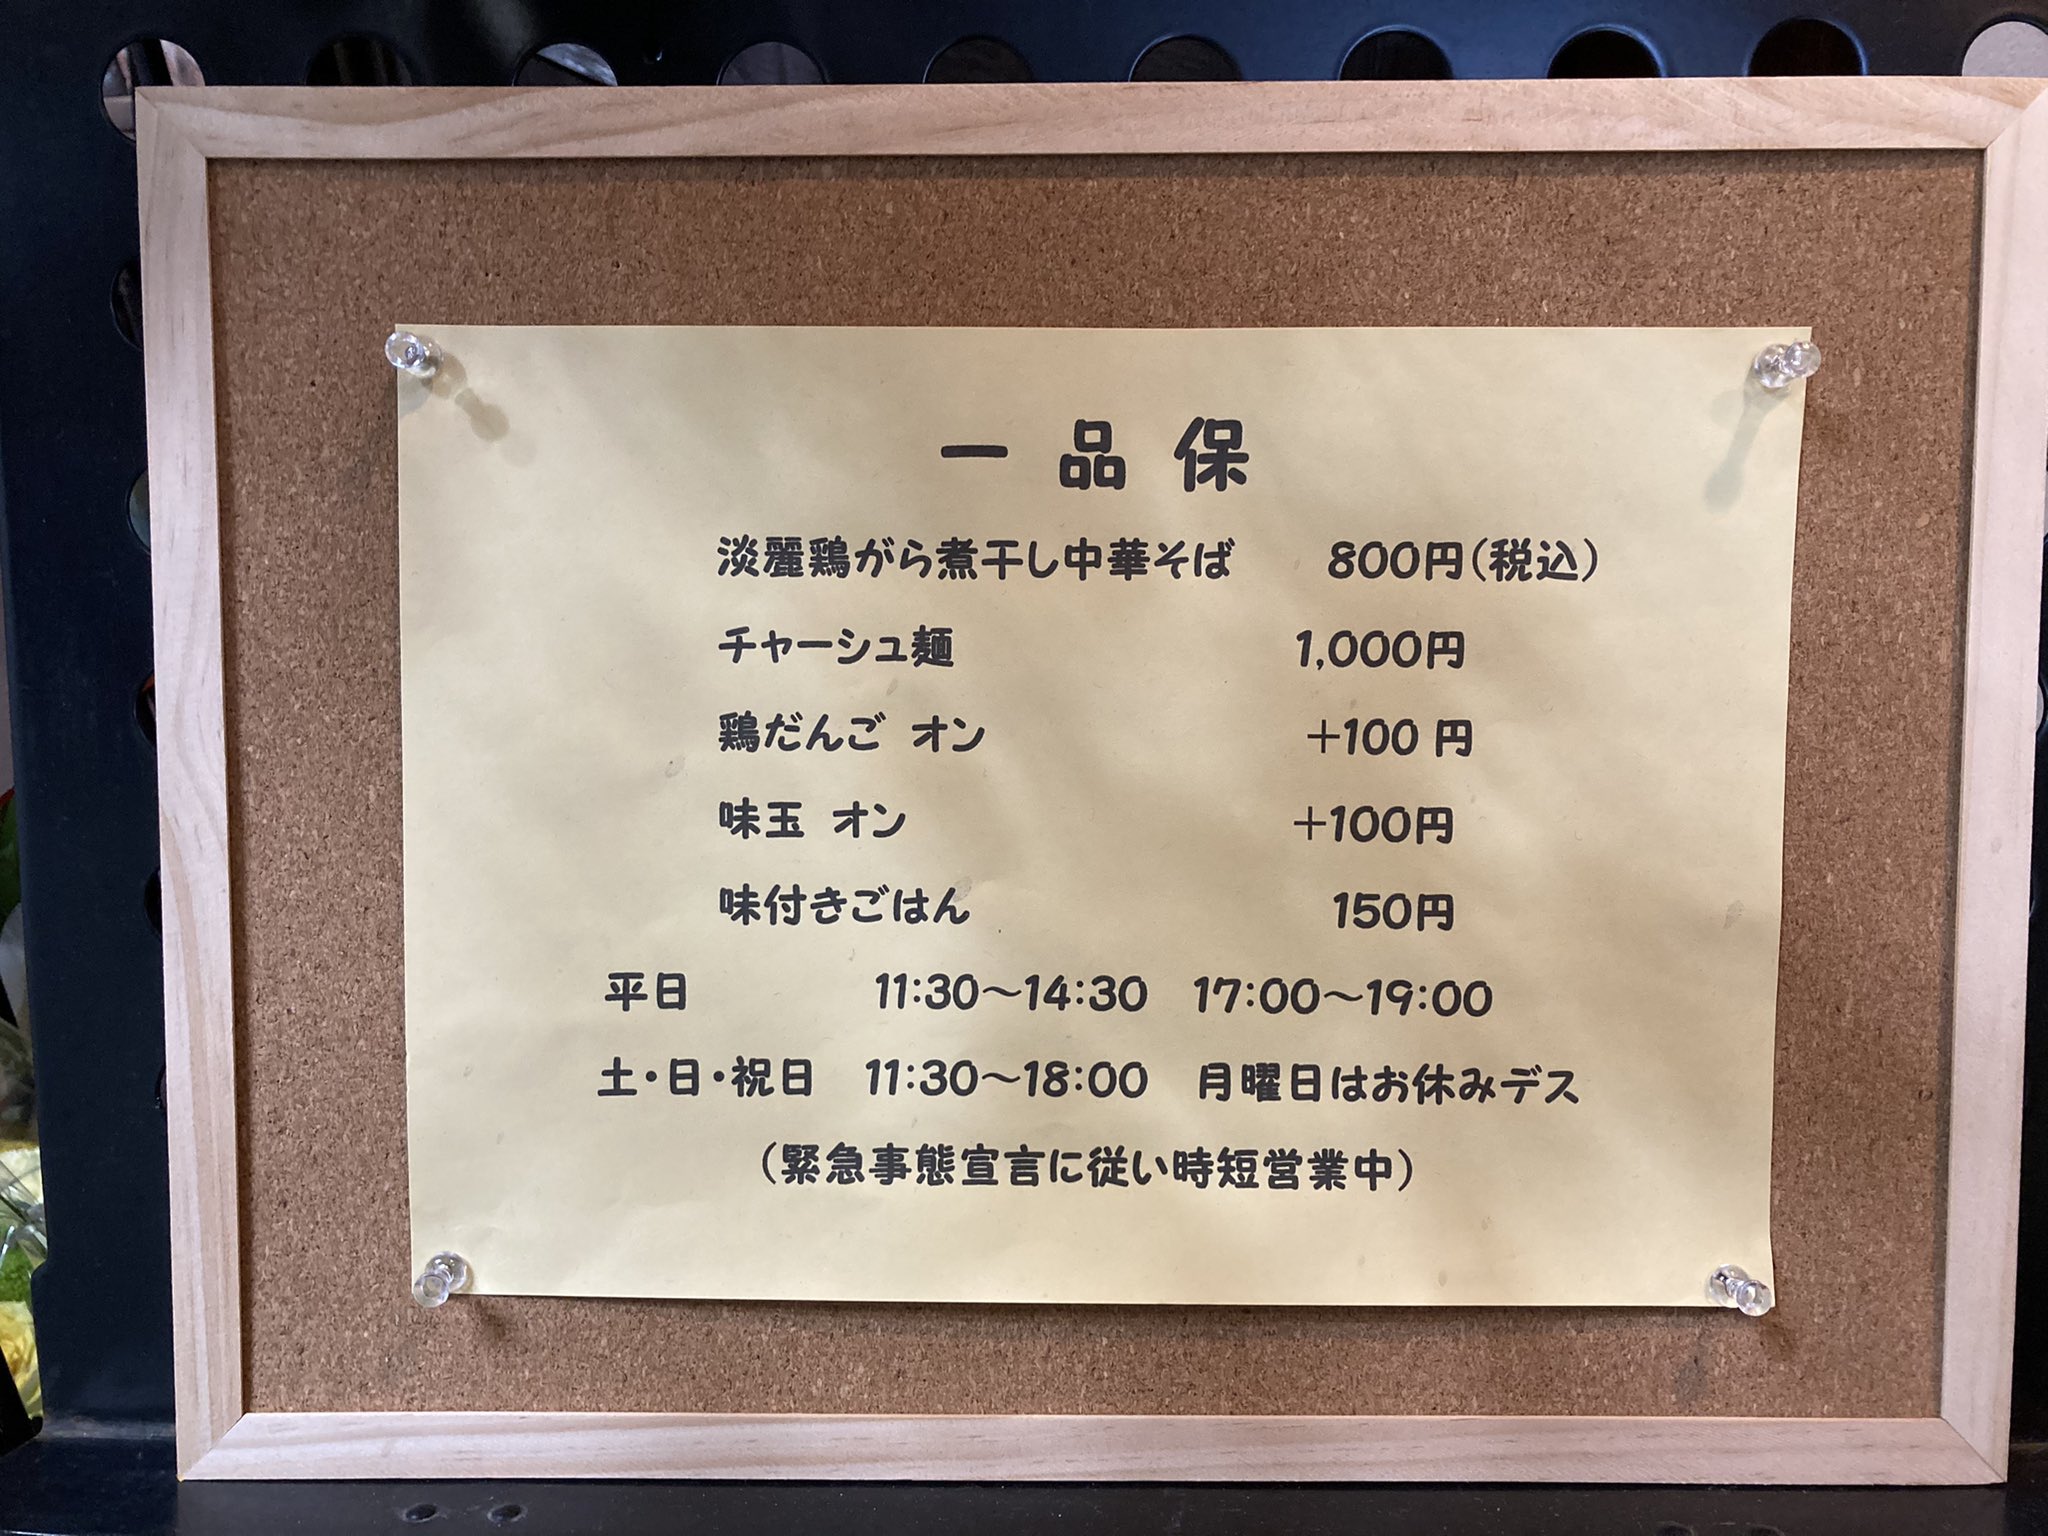 一品保
淡麗鶏がら煮干し中華そば 800円(税込)
チャーシュ麺 1,000円
鶏だんご オン +100円
味玉 オン +100円
味付きごはん 150円
平日 11:30〜14:30 17:00〜19:00
土・日・祝日 11:30〜18:00 月曜日はお休みデス
(緊急事態宣言に従い時短営業中)